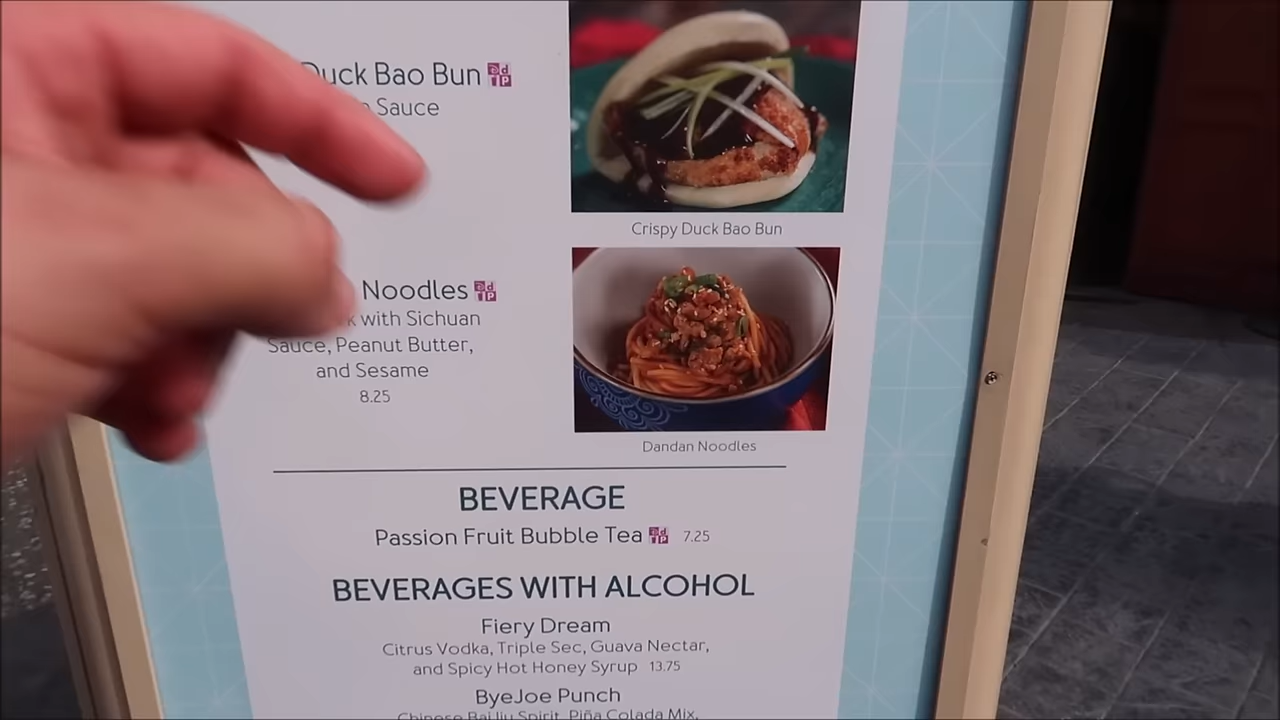 Duck Bao Bun
Sauce
Crispy Duck Bao Bun
Noodles
with Sichuan
Sauce, Peanut Butter,
and Sesame
8.25
Dandan Noodles
BEVERAGE
Passion Fruit Bubble Tea 7.25
BEVERAGES WITH ALCOHOL
Fiery Dream
Citrus Vodka, Triple Sec, Guava Nectar,
and Spicy Hot Honey Syrup 13.75
ByeJoe Punch
Chinese Baijiu Spirit, Piña Colada Mix,